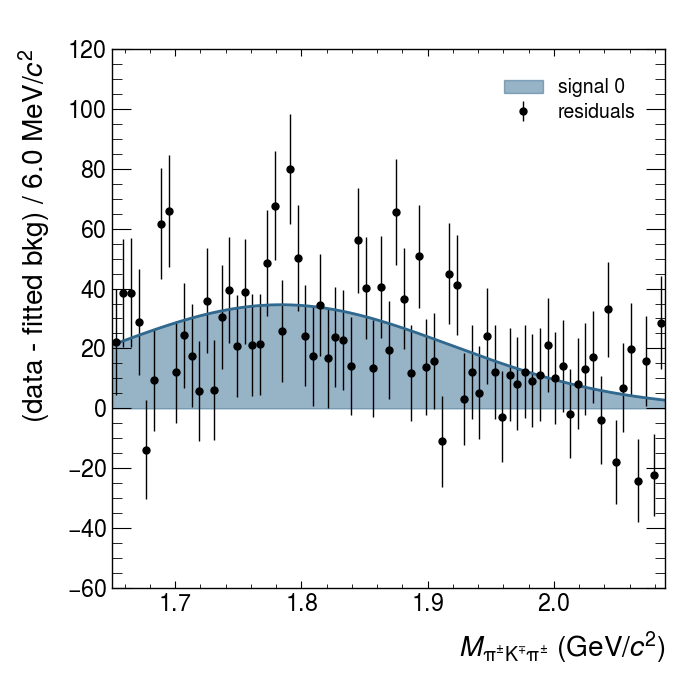 (data - fitted bkg) / 6.0 MeV/c²
120
100
80
60
40
20
0
−20
−40
−60
signal 0
residuals
1.7 1.8 1.9 2.0
M_{π^±K^∓π^±} (GeV/c²)